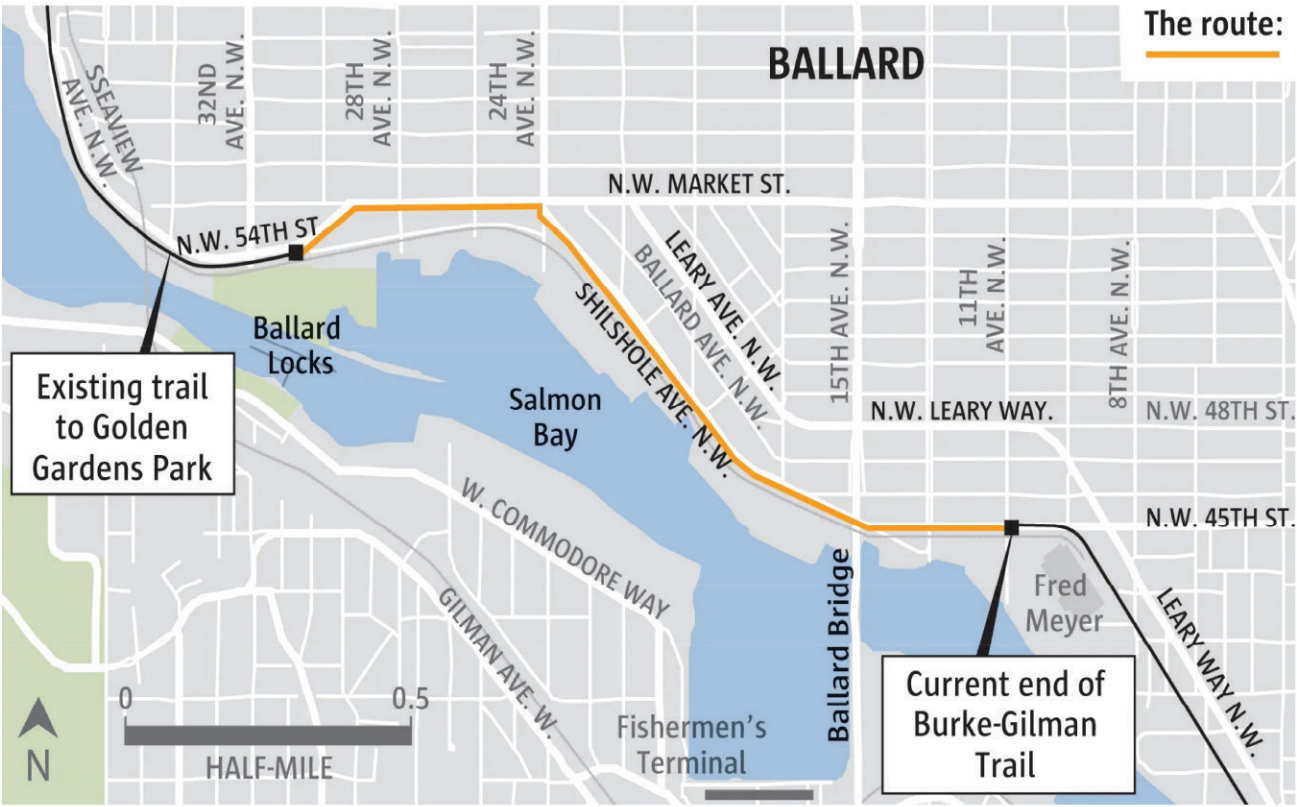 The route:
BALLARD
SSEAVIEW
AVE. N.W.
32ND
AVE. N.W.
28TH
AVE. N.W.
24TH
AVE. N.W.
N.W. MARKET ST.
N.W. 54TH ST
LEARY AVE. N.W.
BALLARD AVE. N.W.
SHILSHOLE AVE. N.W.
15TH AVE. N.W.
11TH
AVE. N.W.
8TH AVE. N.W.
Ballard
Locks
Existing trail
to Golden
Gardens Park
Salmon
Bay
N.W. LEARY WAY.
N.W. 48TH ST.
W. COMMODORE WAY
GILMAN AVE. W.
N.W. 45TH ST.
Ballard Bridge
Fred
Meyer
LEARY WAY N.W.
Current end of
Burke-Gilman
Trail
Fishermen's
Terminal
0
0.5
HALF-MILE
N